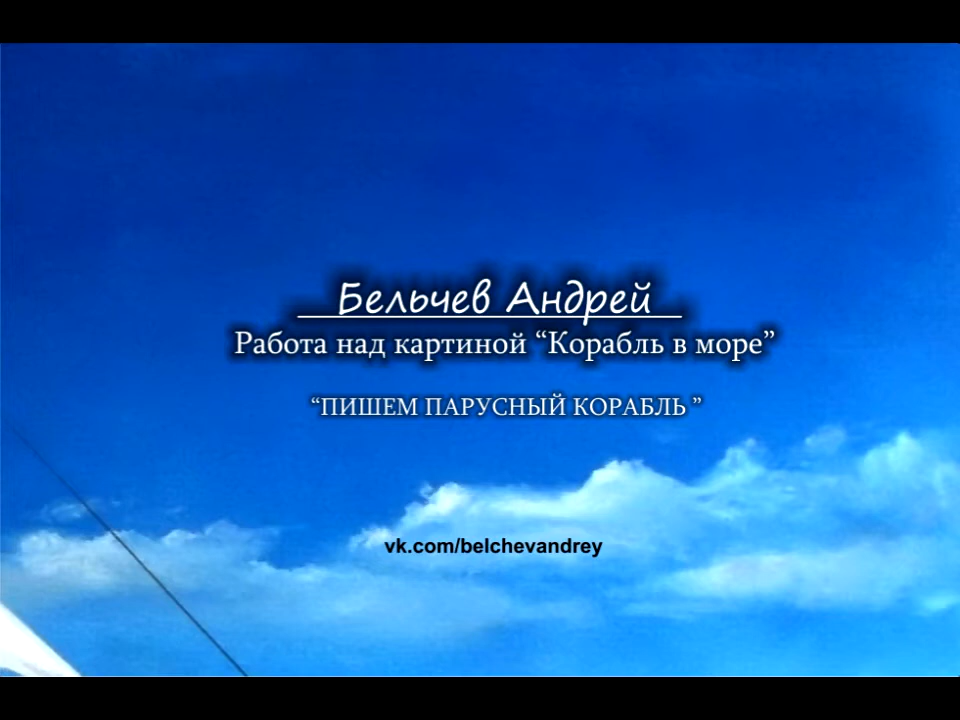 Бельчев Андрей
Работа над картиной “Корабль в море”
“ПИШЕМ ПАРУСНЫЙ КОРАБЛЬ ”
vk.com/belchevandrey